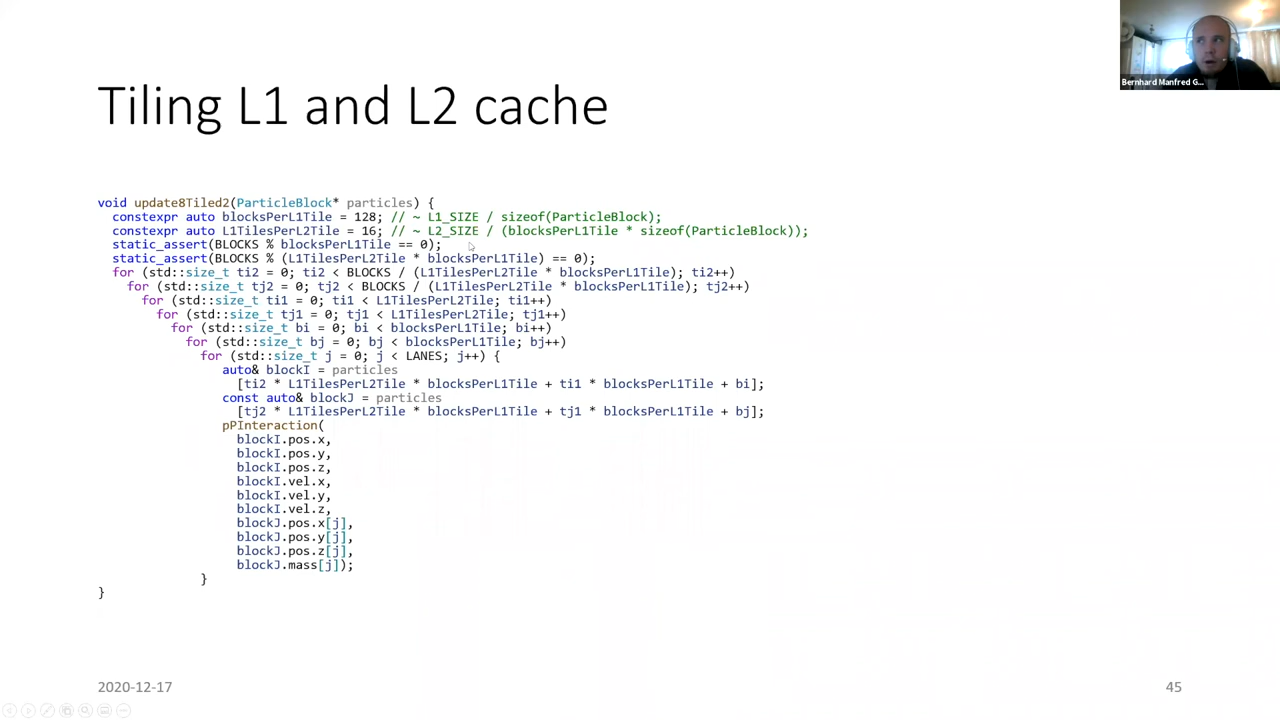 Bernhard Manfred G...
Tiling L1 and L2 cache
void update8Tiled2(ParticleBlock* particles) {
constexpr auto blocksPerL1Tile = 128; // ~ L1_SIZE / sizeof(ParticleBlock);
constexpr auto L1TilesPerL2Tile = 16; // ~ L2_SIZE / (blocksPerL1Tile * sizeof(ParticleBlock));
static_assert(BLOCKS % blocksPerL1Tile == 0);
static_assert(BLOCKS % (L1TilesPerL2Tile * blocksPerL1Tile) == 0);
for (std::size_t ti2 = 0; ti2 < BLOCKS / (L1TilesPerL2Tile * blocksPerL1Tile); ti2++)
for (std::size_t tj2 = 0; tj2 < BLOCKS / (L1TilesPerL2Tile * blocksPerL1Tile); tj2++)
for (std::size_t ti1 = 0; ti1 < L1TilesPerL2Tile; ti1++)
for (std::size_t tj1 = 0; tj1 < L1TilesPerL2Tile; tj1++)
for (std::size_t bi = 0; bi < blocksPerL1Tile; bi++)
for (std::size_t bj = 0; bj < blocksPerL1Tile; bj++)
for (std::size_t j = 0; j < LANES; j++) {
auto& blockI = particles
[ti2 * L1TilesPerL2Tile * blocksPerL1Tile + ti1 * blocksPerL1Tile + bi];
const auto& blockJ = particles
[tj2 * L1TilesPerL2Tile * blocksPerL1Tile + tj1 * blocksPerL1Tile + bj];
pPInteraction(
blockI.pos.x,
blockI.pos.y,
blockI.pos.z,
blockI.vel.x,
blockI.vel.y,
blockI.vel.z,
blockJ.pos.x[j],
blockJ.pos.y[j],
blockJ.pos.z[j],
blockJ.mass[j]);
}
}
2020-12-17
45